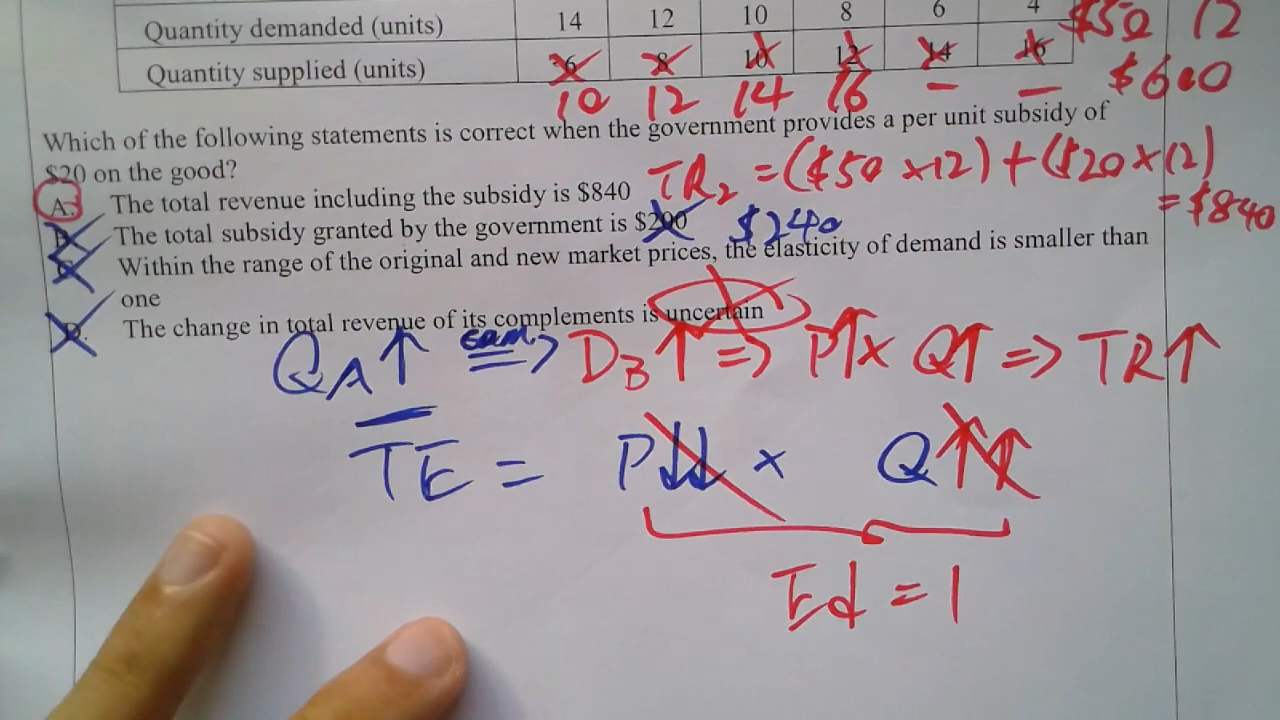 Quantity demanded (units) 14 12 10 8 6 4 $50 12
Quantity supplied (units) 6 8 10 12 14 16 $600
10 12 14 16 – –
Which of the following statements is correct when the government provides a per unit subsidy of
$20 on the good?
TR2 = ($50 × 12) + ($20 × 12)
= $840
A. The total revenue including the subsidy is $840
B. The total subsidy granted by the government is $200 $240
C. Within the range of the original and new market prices, the elasticity of demand is smaller than
one
D. The change in total revenue of its complements is uncertain
QA↑ com. => DB↑ => P↑ × Q↑ => TR↑
TE = P↓↓ × Q↑↑
Ed = 1